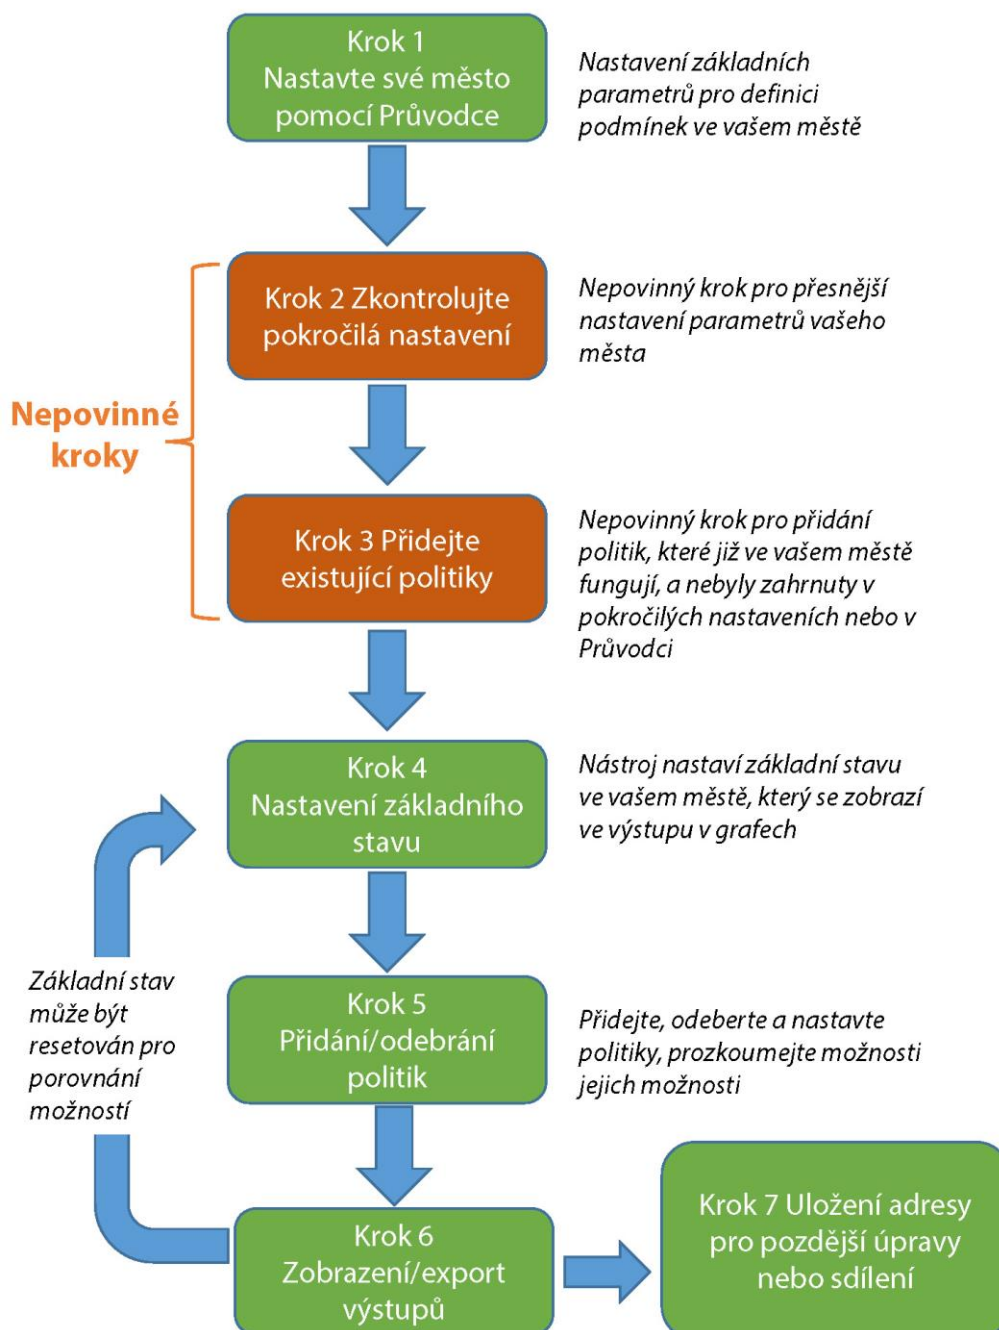 Krok 1
Nastavte své město
pomocí Průvodce
Nastavení základních
parametrů pro definici
podmínek ve vašem městě
Krok 2 Zkontrolujte
pokročilá nastavení
Nepovinný krok pro přesnější
nastavení parametrů vašeho
města
Nepovinné
kroky
Krok 3 Přidejte
existující politiky
Nepovinný krok pro přidání
politik, které již ve vašem městě
fungují, a nebyly zahrnuty v
pokročilých nastaveních nebo v
Průvodci
Krok 4
Nastavení základního
stavu
Nástroj nastaví základní stavu
ve vašem městě, který se zobrazí
ve výstupu v grafech
Základní stav
může být
resetován pro
porovnání
možností
Krok 5
Přidání/odebrání
politik
Přidejte, odeberte a nastavte
politiky, prozkoumejte možnosti
jejich možnosti
Krok 6
Zobrazení/export
výstupů
Krok 7 Uložení adresy
pro pozdější úpravy
nebo sdílení